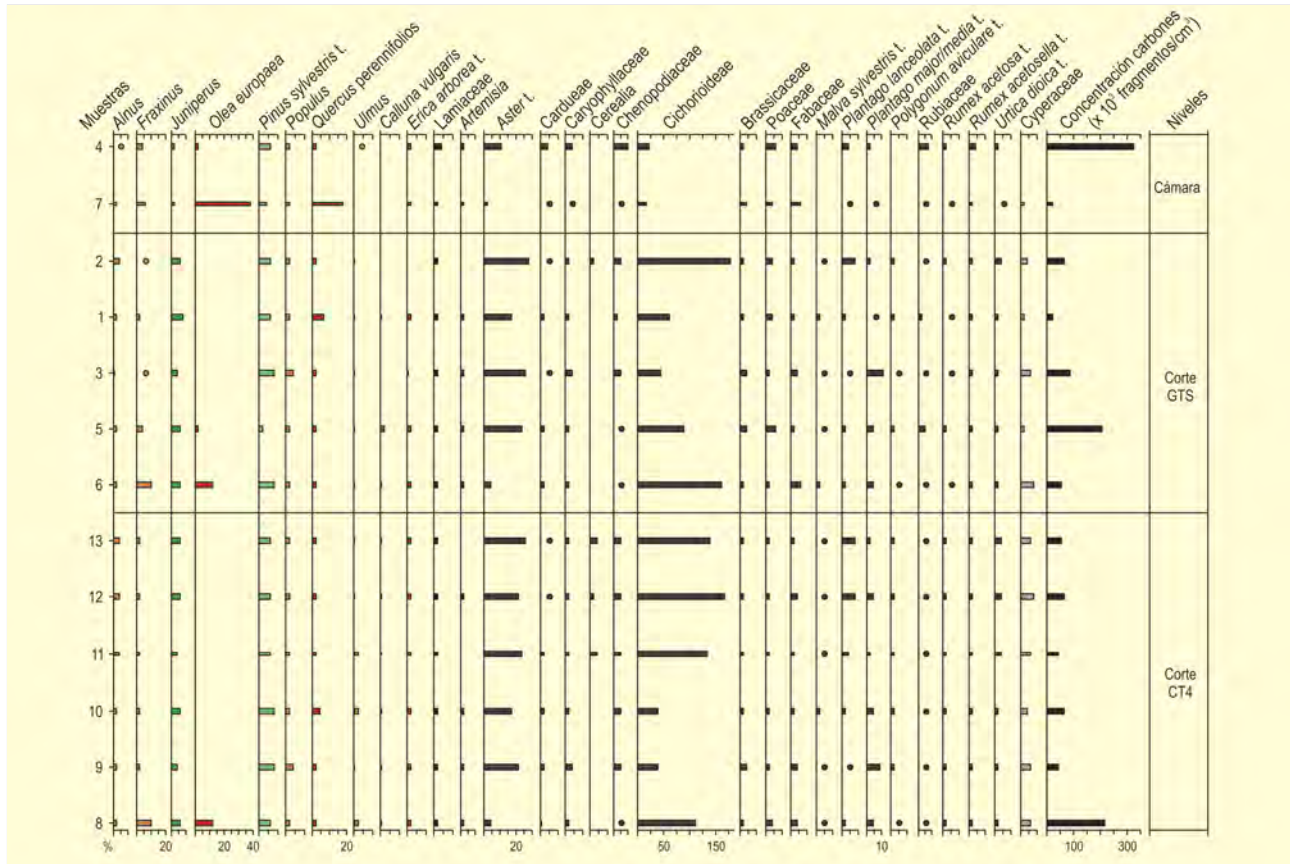 Muestras
Alnus
Fraxinus
Juniperus
Olea europaea
Pinus sylvestris t.
Populus
Quercus perennifolios
Ulmus
Calluna vulgaris
Erica arborea t.
Lamiaceae
Artemisia
Aster t.
Cardueae
Caryophyllaceae
Cerealia
Chenopodiaceae
Cichorioideae
Brassicaceae
Poaceae
Fabaceae
Malva sylvestris t.
Plantago lanceolata t.
Plantago major/media t.
Polygonum aviculare t.
Rubiaceae
Rumex acetosa t.
Rumex acetosella t.
Urtica dioica t.
Cyperaceae
Concentración carbones
(x 10³ fragmentos/cm³)
Niveles
4
7
Cámara
2
1
3
Corte
GTS
5
6
13
12
11
Corte
CT4
10
9
8
% 20 20 40 20 20 50 150 10 100 300